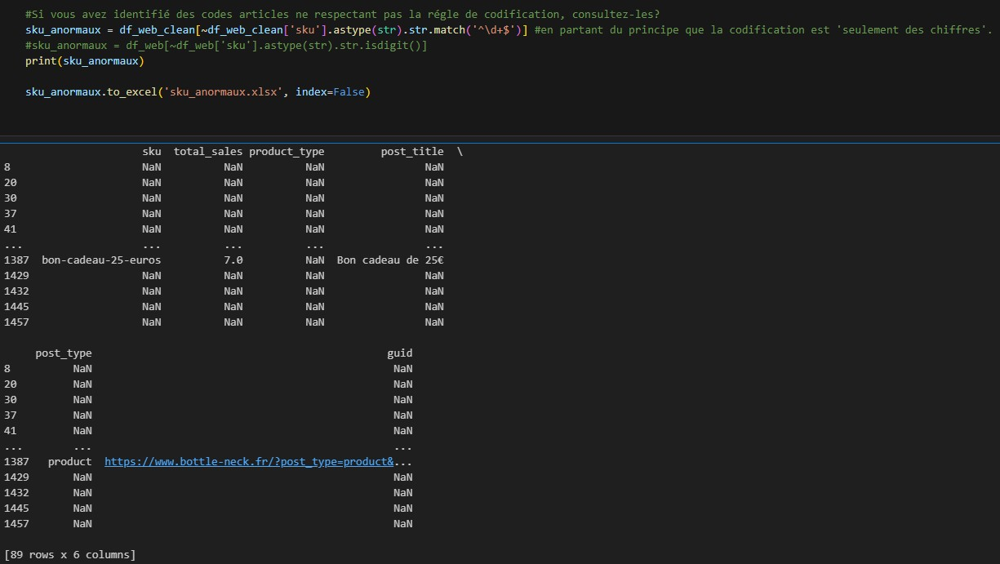 #Si vous avez identifié des codes articles ne respectant pas la régle de codification, consultez-les?
sku_anormaux = df_web_clean[~df_web_clean['sku'].astype(str).str.match('^\d+$')] #en partant du principe que la codification est 'seulement des chiffres'.
#sku_anormaux = df_web[~df_web['sku'].astype(str).str.isdigit()]
print(sku_anormaux)
sku_anormaux.to_excel('sku_anormaux.xlsx', index=False)
sku total_sales product_type post_title \
8 NaN NaN NaN NaN
20 NaN NaN NaN NaN
30 NaN NaN NaN NaN
37 NaN NaN NaN NaN
41 NaN NaN NaN NaN
... ... ... ... ...
1387 bon-cadeau-25-euros 7.0 NaN Bon cadeau de 25€
1429 NaN NaN NaN NaN
1432 NaN NaN NaN NaN
1445 NaN NaN NaN NaN
1457 NaN NaN NaN NaN
post_type guid
8 NaN NaN
20 NaN NaN
30 NaN NaN
37 NaN NaN
41 NaN NaN
... ... ...
1387 product https://www.bottle-neck.fr/?post_type=product&...
1429 NaN NaN
1432 NaN NaN
1445 NaN NaN
1457 NaN NaN
[89 rows x 6 columns]